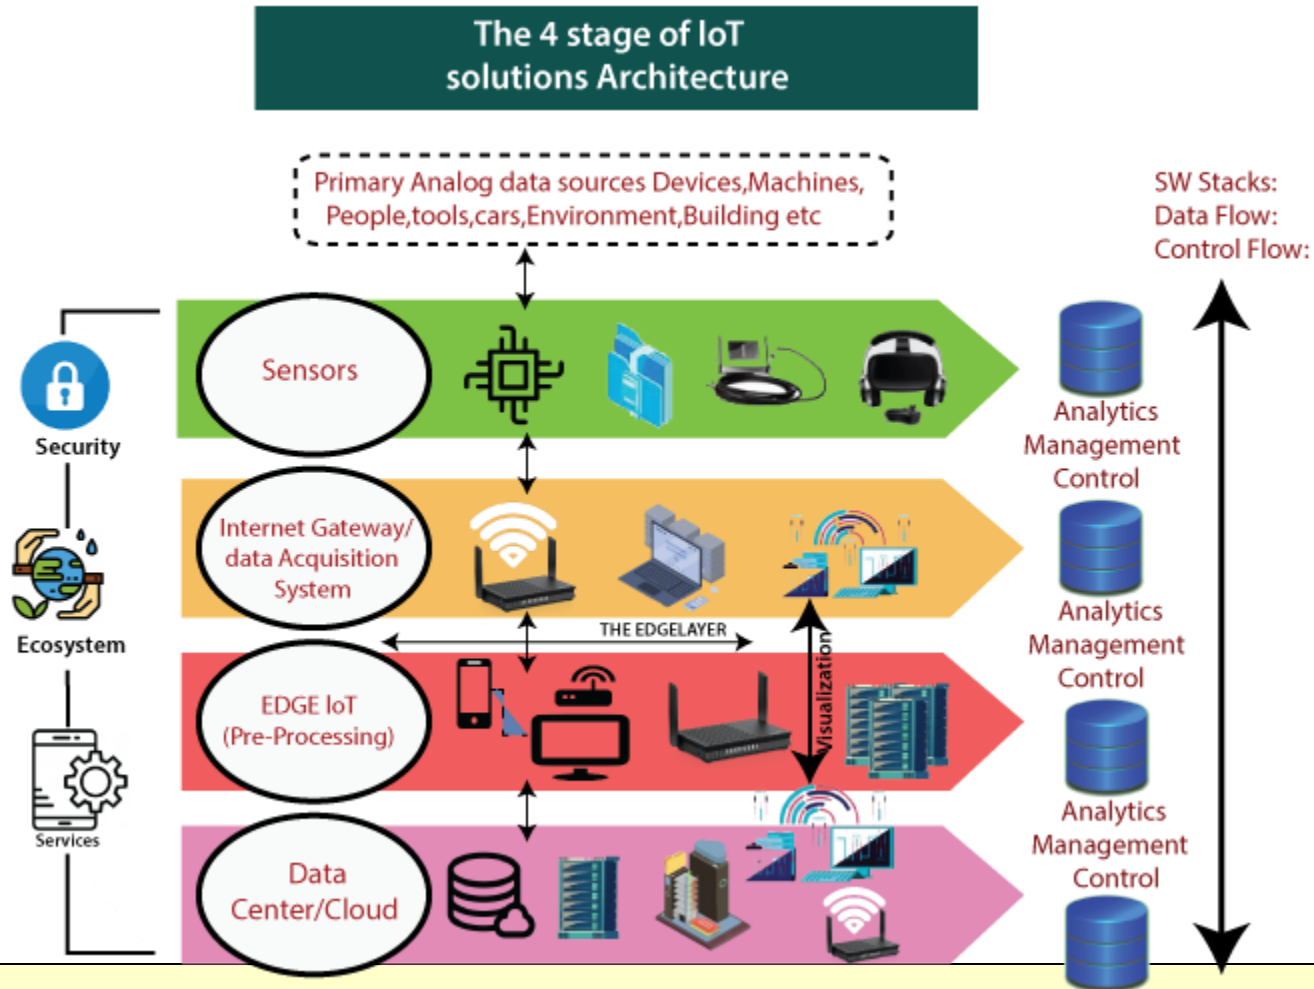 The 4 stage of IoT
solutions Architecture
Primary Analog data sources Devices,Machines,
People,tools,cars,Environment,Building etc
SW Stacks:
Data Flow:
Control Flow:
Security
Ecosystem
Services
Sensors
Analytics
Management
Control
Internet Gateway/
data Acquisition
System
Analytics
Management
Control
THE EDGELAYER
Visualization
EDGE IoT
(Pre-Processing)
Analytics
Management
Control
Data
Center/Cloud